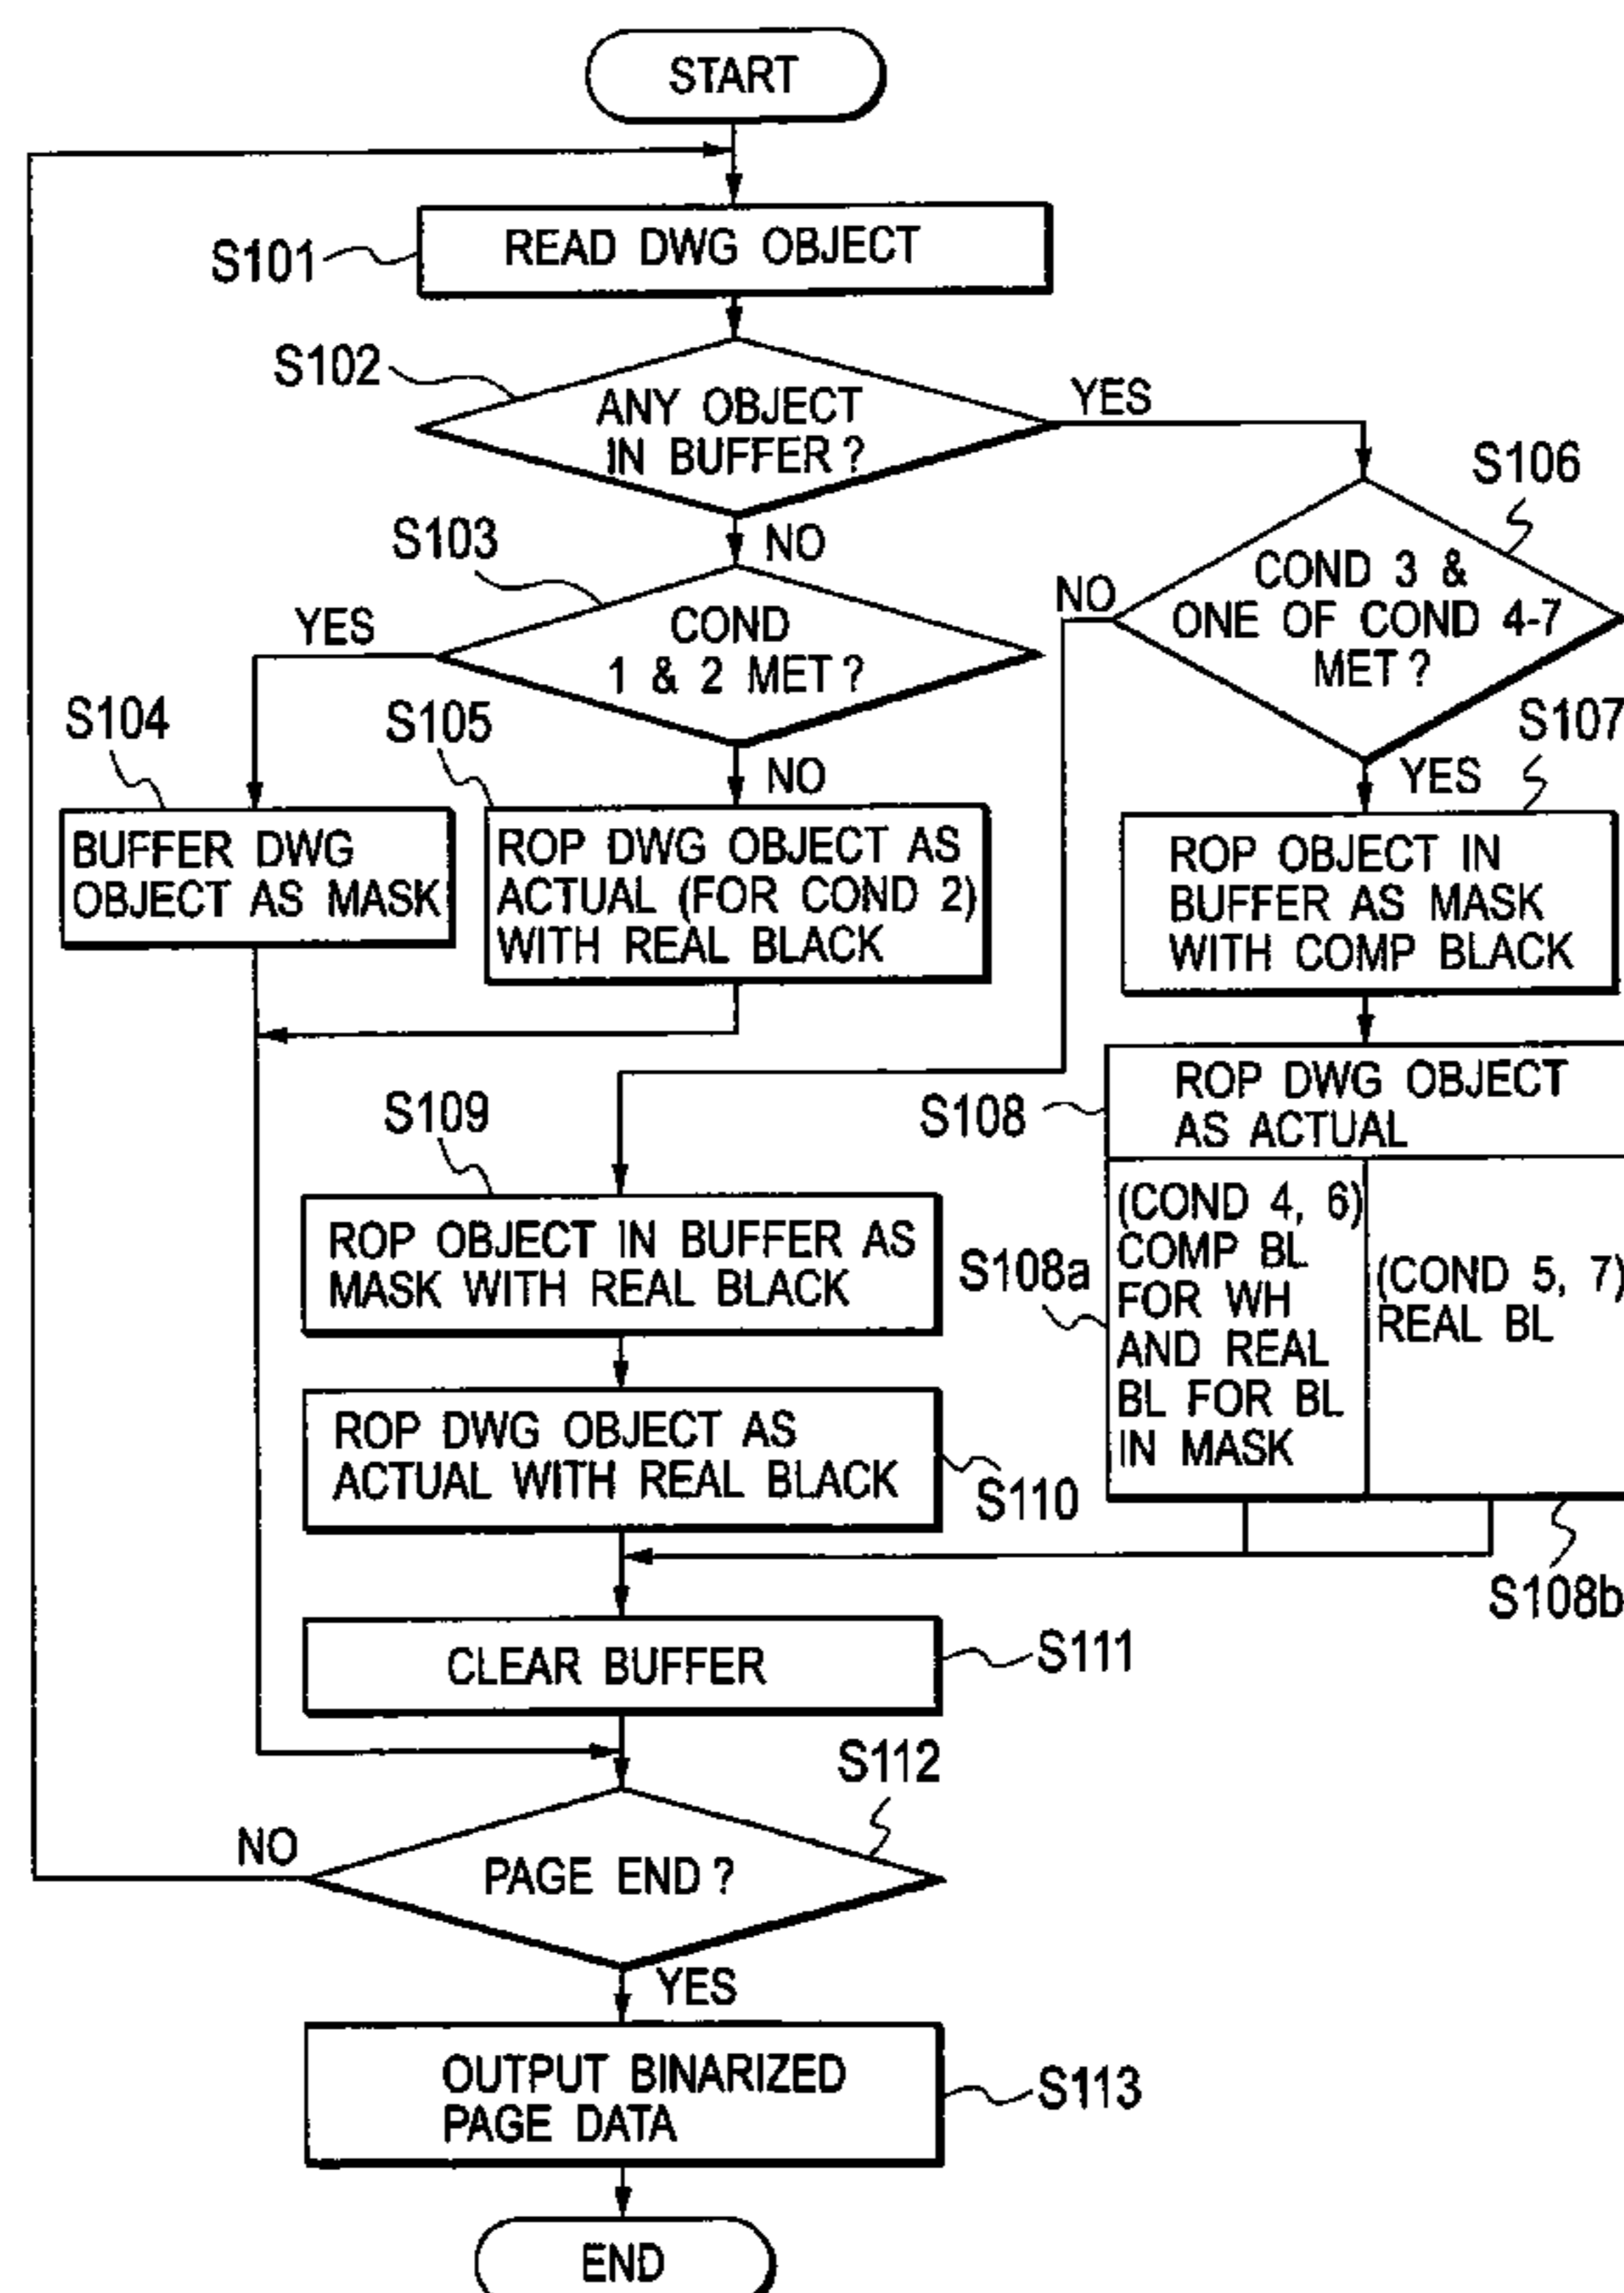 START
S101
READ DWG OBJECT
S102
ANY OBJECT
IN BUFFER?
YES
NO
S106
COND 3 &
ONE OF COND 4-7
MET?
NO
YES
S103
COND
1 & 2 MET?
YES
NO
S104
BUFFER DWG
OBJECT AS MASK
S105
ROP DWG OBJECT AS
ACTUAL (FOR COND 2)
WITH REAL BLACK
S107
ROP OBJECT IN
BUFFER AS MASK
WITH COMP BLACK
S108
ROP DWG OBJECT
AS ACTUAL
S108a
(COND 4, 6)
COMP BL
FOR WH
AND REAL
BL FOR BL
IN MASK
(COND 5, 7)
REAL BL
S108b
S109
ROP OBJECT IN BUFFER AS
MASK WITH REAL BLACK
ROP DWG OBJECT AS
ACTUAL WITH REAL BLACK
S110
CLEAR BUFFER
S111
S112
PAGE END?
NO
YES
OUTPUT BINARIZED
PAGE DATA
S113
END